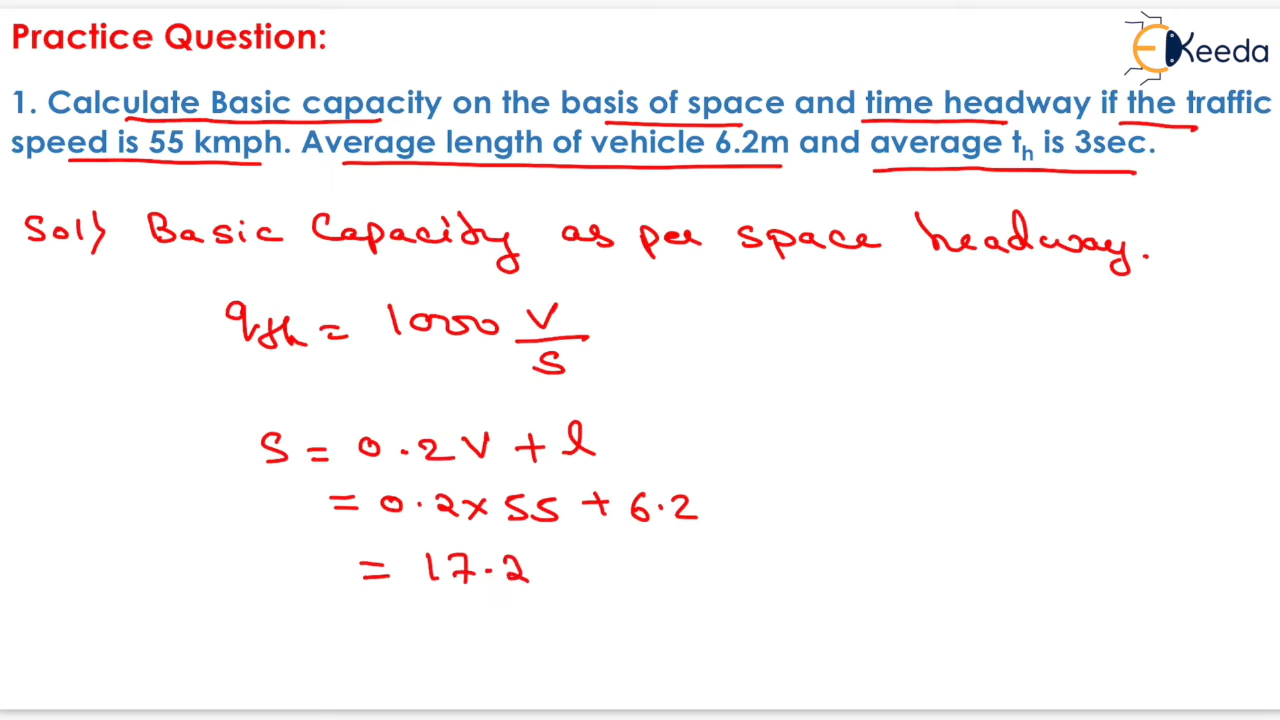 Practice Question:
EKeeda
1. Calculate Basic capacity on the basis of space and time headway if the traffic
speed is 55 kmph. Average length of vehicle 6.2m and average th is 3sec.
Sol) Basic Capacity as per space headway.
qth = 1000 V/S
S = 0.2V + l
= 0.2 x 55 + 6.2
= 17.2